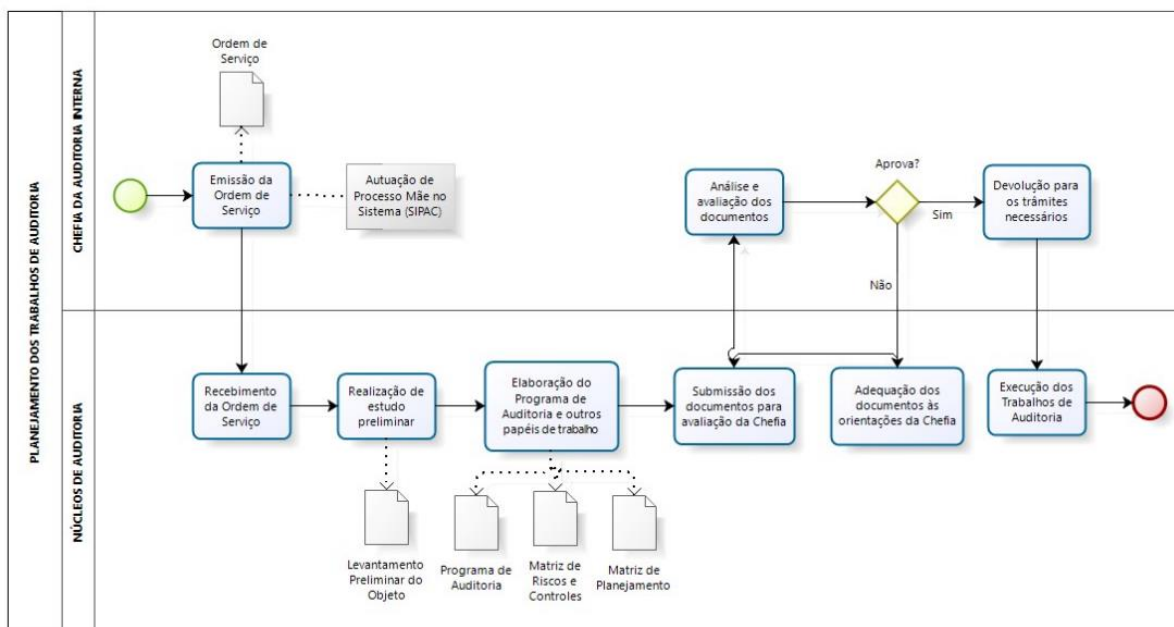 PLANEJAMENTO DOS TRABALHOS DE AUDITORIA
CHEFIA DA AUDITORIA INTERNA
Ordem de
Serviço
Emissão da
Ordem de
Serviço
Autuação de
Processo Mãe no
Sistema (SIPAC)
Análise e
avaliação dos
documentos
Aprova?
Sim
Não
Devolução para
os trâmites
necessários
NÚCLEOS DE AUDITORIA
Recebimento
da Ordem de
Serviço
Realização de
estudo
preliminar
Elaboração do
Programa de
Auditoria e outros
papéis de trabalho
Submissão dos
documentos para
avaliação da Chefia
Adequação dos
documentos às
orientações da Chefia
Execução dos
Trabalhos de
Auditoria
Levantamento
Preliminar do
Objeto
Programa de
Auditoria
Matriz de
Riscos e
Controles
Matriz de
Planejamento